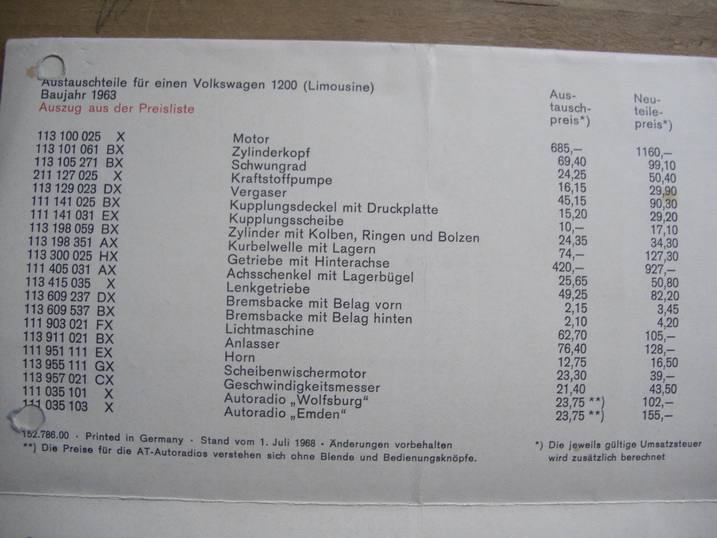 Austauschteile für einen Volkswagen 1200 (Limousine)
Baujahr 1963
Auszug aus der Preisliste
Aus-
tausch-
preis*)
Neu-
teile-
preis*)
113 100 025 X Motor 685,— 1160,—
113 101 061 BX Zylinderkopf 69,40 99,10
113 105 271 BX Schwungrad 24,25 50,40
211 127 025 X Kraftstoffpumpe 16,15 29,90
113 129 023 DX Vergaser 45,15 90,30
111 141 025 BX Kupplungsdeckel mit Druckplatte 15,20 29,20
111 141 031 EX Kupplungsscheibe 10,— 17,10
113 198 059 BX Zylinder mit Kolben, Ringen und Bolzen 24,35 34,30
113 198 351 AX Kurbelwelle mit Lagern 74,— 127,30
113 300 025 HX Getriebe mit Hinterachse 420,— 927,—
111 405 031 AX Achsschenkel mit Lagerbügel 25,65 50,80
113 415 035 X Lenkgetriebe 49,25 82,20
113 609 237 DX Bremsbacke mit Belag vorn 2,15 3,45
113 609 537 BX Bremsbacke mit Belag hinten 2,10 4,20
111 903 021 FX Lichtmaschine 62,70 105,—
113 911 021 BX Anlasser 76,40 128,—
111 951 111 EX Horn 12,75 16,50
113 955 111 GX Scheibenwischermotor 23,30 39,—
113 957 021 CX Geschwindigkeitsmesser 21,40 43,50
111 035 101 X Autoradio „Wolfsburg" 23,75 **) 102,—
111 035 103 X Autoradio „Emden" 23,75 **) 155,—
152.786.00 · Printed in Germany · Stand vom 1. Juli 1968 · Änderungen vorbehalten
**) Die Preise für die AT-Autoradios verstehen sich ohne Blende und Bedienungsknöpfe.
*) Die jeweils gültige Umsatzsteuer
wird zusätzlich berechnet